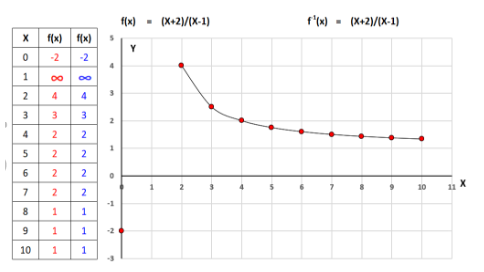 f(x) = (X+2)/(X-1) f⁻¹(x) = (X+2)/(X-1)
X f(x) f(x)
0 -2 -2
1 ∞ ∞
2 4 4
3 3 3
4 2 2
5 2 2
6 2 2
7 2 2
8 1 1
9 1 1
10 1 1
Y
5
4
3
2
1
0
-1
-2
-3
0 1 2 3 4 5 6 7 8 9 10 11 X